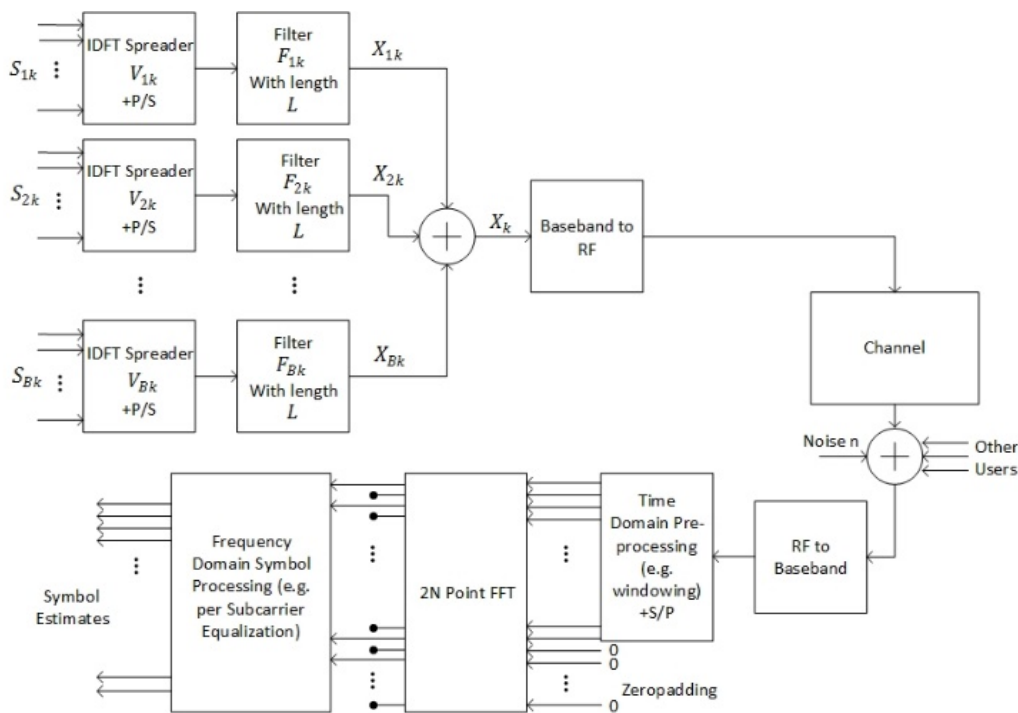 IDFT Spreader
V1k
+P/S
Filter
F1k
With length
L
X1k
S1k
IDFT Spreader
V2k
+P/S
Filter
F2k
With length
L
X2k
S2k
Xk
Baseband to
RF
IDFT Spreader
VBk
+P/S
Filter
FBk
With length
L
XBk
SBk
Channel
Noise n
Other
Users
RF to
Baseband
Time
Domain Pre-
processing
(e.g.
windowing)
+S/P
0
0
0
Zeropadding
2N Point FFT
Frequency
Domain Symbol
Processing (e.g.
per Subcarrier
Equalization)
Symbol
Estimates